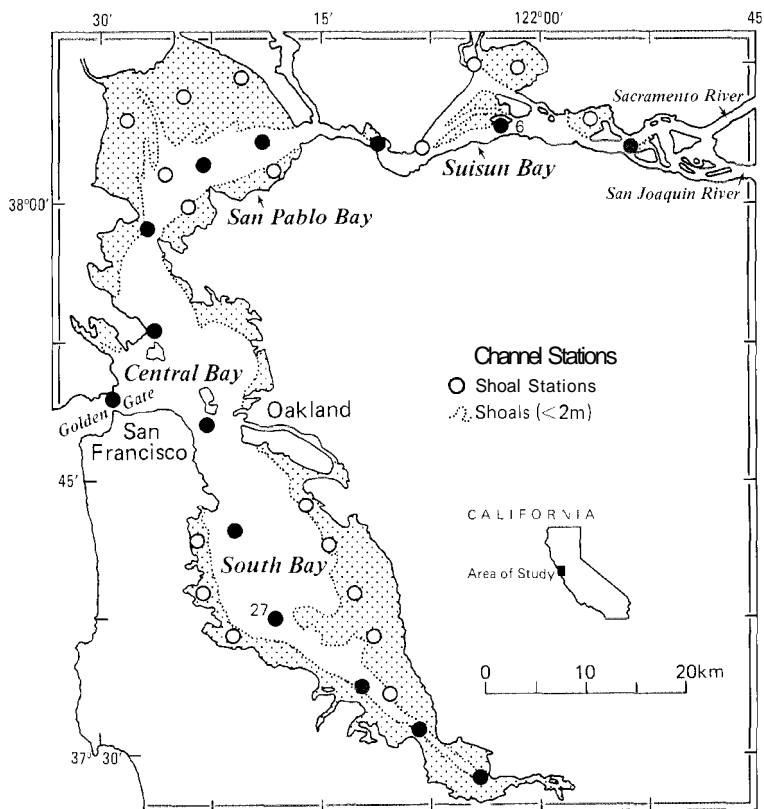 30'
15'
122°00'
45
Sacramento River
6
Suisun Bay
San Joaquin River
38°00'
San Pablo Bay
Channel Stations
Shoal Stations
Shoals (<2m)
Central Bay
Golden Gate
Oakland
San
Francisco
45'
CALIFORNIA
South Bay
Area of Study
27
0 10 20km
37° 30'